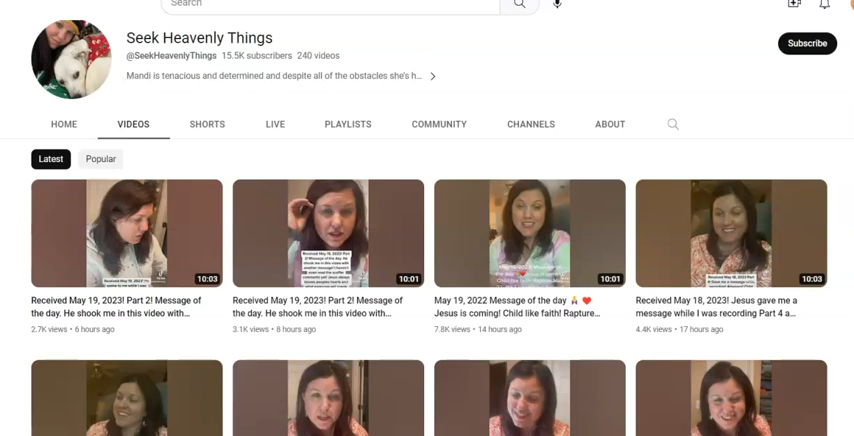 Search
Seek Heavenly Things
@SeekHeavenlyThings 15.5K subscribers 240 videos
Mandi is tenacious and determined and despite all of the obstacles she's h...
HOME VIDEOS SHORTS LIVE PLAYLISTS COMMUNITY CHANNELS ABOUT
Subscribe
Latest Popular
10:03
10:01
10:01
10:03
Received May 19, 2023! Part 2! Message of
the day. He shook me in this video with...
2.7K views • 6 hours ago
Received May 19, 2023! Part 2! Message of
the day. He shook me in this video with...
3.1K views • 8 hours ago
May 19, 2022 Message of the day 🙏 ❤️
Jesus is coming! Child like faith! Rapture...
7.8K views • 14 hours ago
Received May 18, 2023! Jesus gave me a
message while I was recording Part 4 a...
4.4K views • 17 hours ago